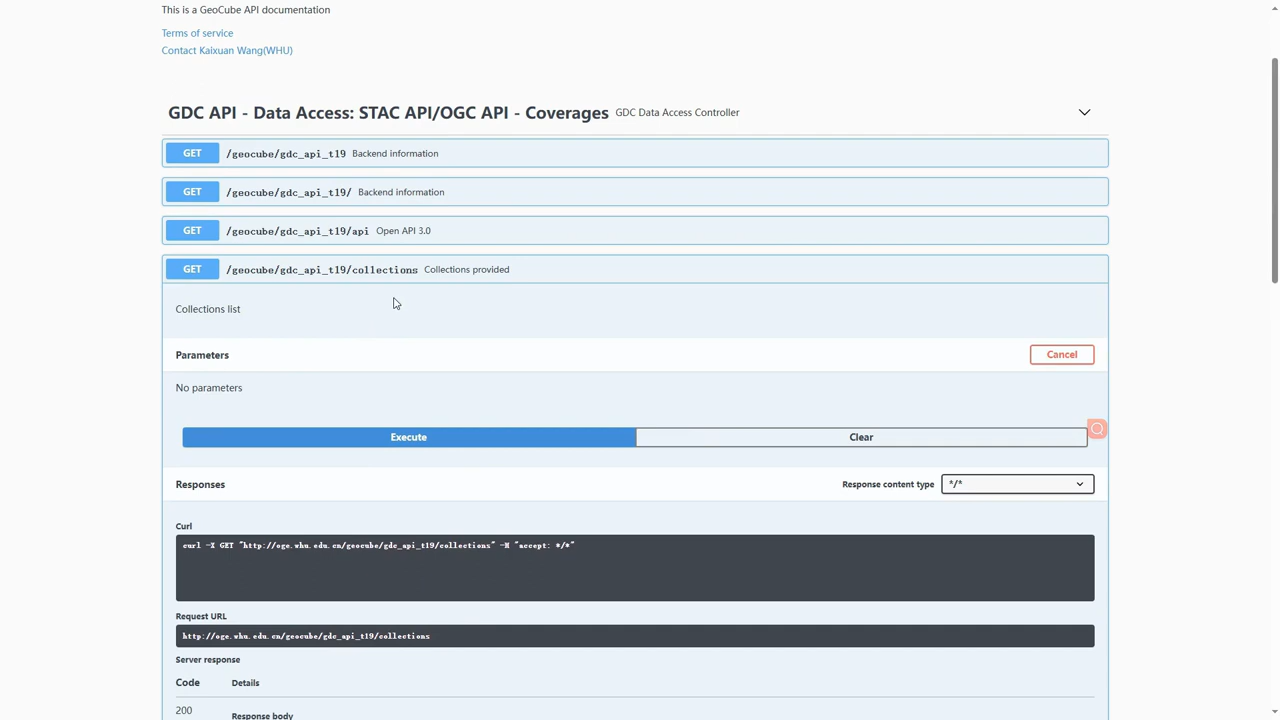 This is a GeoCube API documentation
Terms of service
Contact Kaixuan Wang(WHU)
GDC API - Data Access: STAC API/OGC API - Coverages GDC Data Access Controller
GET /geocube/gdc_api_t19 Backend information
GET /geocube/gdc_api_t19/ Backend information
GET /geocube/gdc_api_t19/api Open API 3.0
GET /geocube/gdc_api_t19/collections Collections provided
Collections list
Parameters Cancel
No parameters
Execute Clear
Responses Response content type */*
Curl
curl -X GET "http://oge.whu.edu.cn/geocube/gdc_api_t19/collections" -H "accept: */*"
Request URL
http://oge.whu.edu.cn/geocube/gdc_api_t19/collections
Server response
Code Details
200 Response body